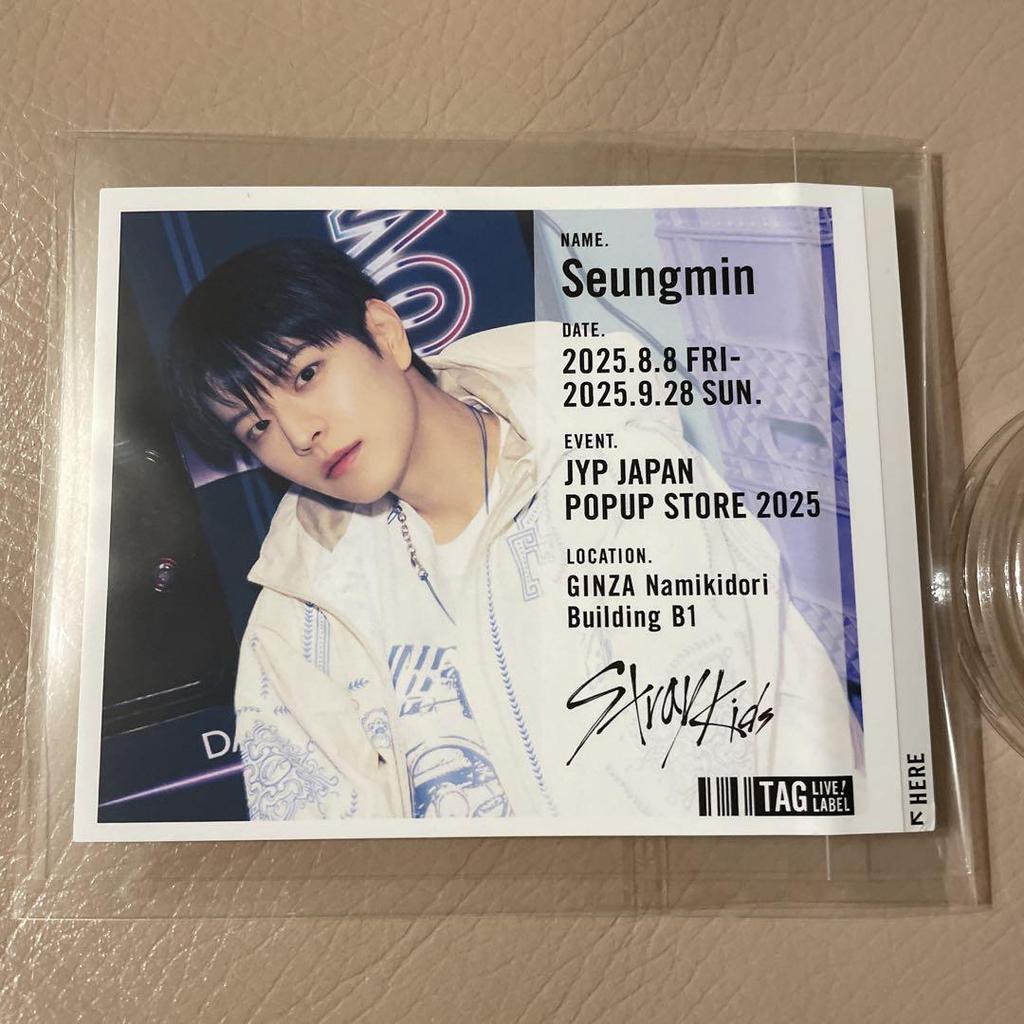 NAME.
Seungmin
DATE.
2025.8.8 FRI-
2025.9.28 SUN.
EVENT.
JYP JAPAN
POPUP STORE 2025
LOCATION.
GINZA Namikidori
Building B1
Stray Kids
TAG LIVE!
LABEL
↖HERE